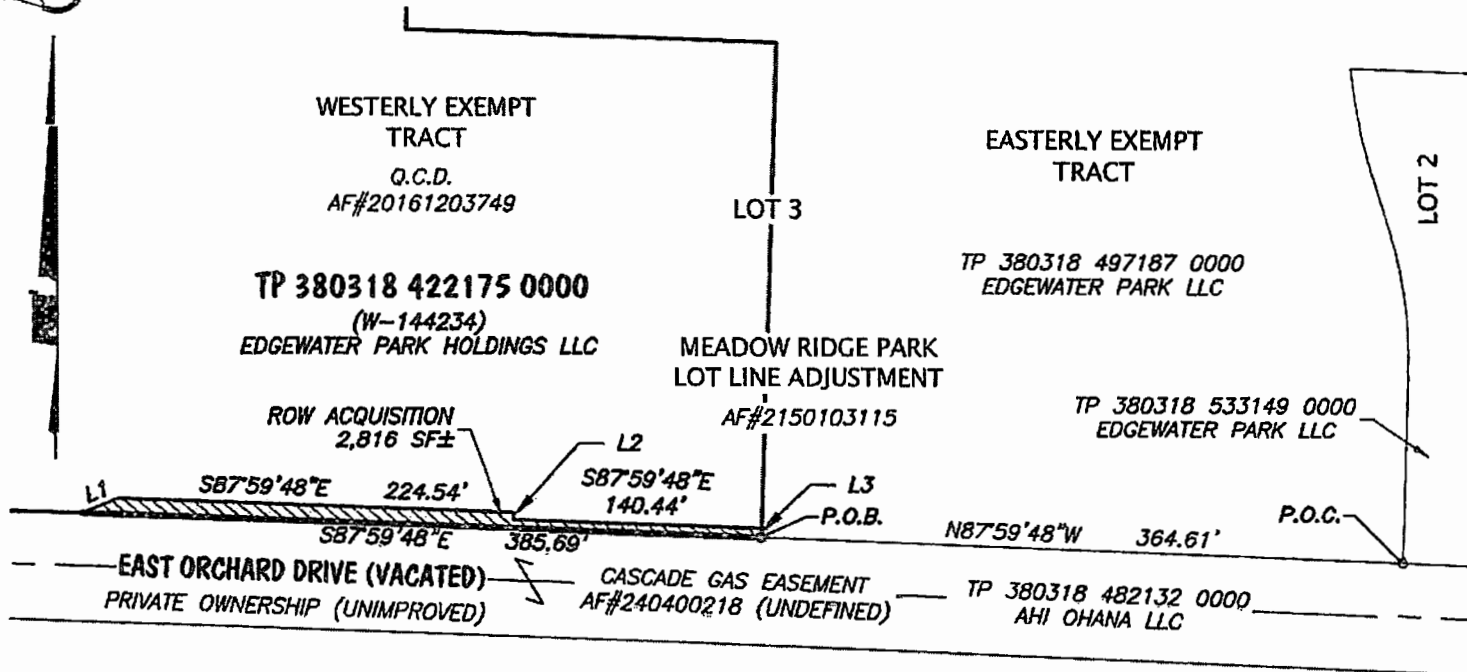 WESTERLY EXEMPT
TRACT
Q.C.D.
AF#20161203749
TP 380318 422175 0000
(W-144234)
EDGEWATER PARK HOLDINGS LLC
LOT 3
EASTERLY EXEMPT
TRACT
LOT 2
TP 380318 497187 0000
EDGEWATER PARK LLC
MEADOW RIDGE PARK
LOT LINE ADJUSTMENT
AF#2150103115
TP 380318 533149 0000
EDGEWATER PARK LLC
ROW ACQUISITION
2,816 SF±
L2
L1
S87°59'48"E 224.54'
S87°59'48"E
140.44'
L3
P.O.B.
P.O.C.
S87°59'48"E 385.69'
N87°59'48"W 364.61'
EAST ORCHARD DRIVE (VACATED)
PRIVATE OWNERSHIP (UNIMPROVED)
CASCADE GAS EASEMENT
AF#240400218 (UNDEFINED)
TP 380318 482132 0000
AHI OHANA LLC